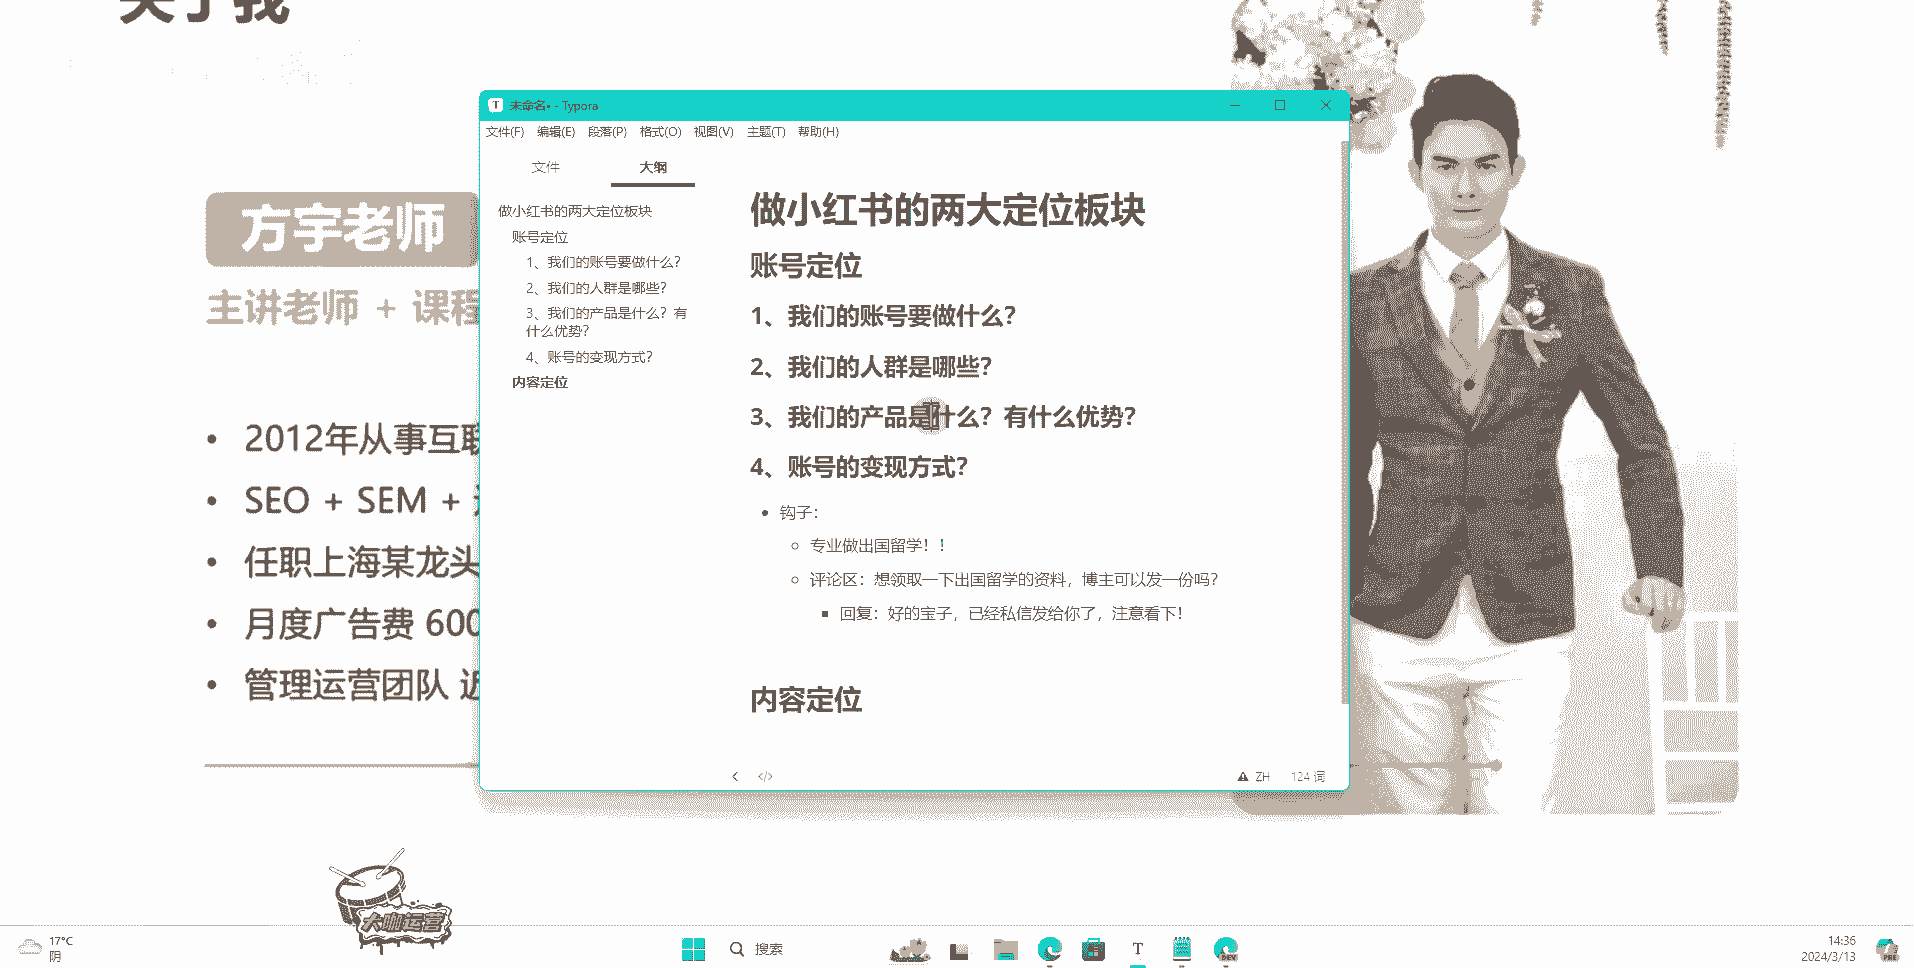 关于我
方宇老师
主讲老师 + 课程
2012年从事互联
SEO + SEM +
任职上海某龙头
月度广告费 600
管理运营团队 近
T 未命名• - Typora
文件(F) 编辑(E) 段落(P) 格式(O) 视图(V) 主题(T) 帮助(H)
文件 大纲
做小红书的两大定位板块
账号定位
1、我们的账号要做什么？
2、我们的人群是哪些？
3、我们的产品是什么？有
什么优势？
4、账号的变现方式？
内容定位
做小红书的两大定位板块
账号定位
1、我们的账号要做什么？
2、我们的人群是哪些？
3、我们的产品是什么？有什么优势？
4、账号的变现方式？
钩子：
专业做出国留学！！
评论区：想领取一下出国留学的资料，博主可以发一份吗？
回复：好的宝子，已经私信发给你了，注意看下！
内容定位
</> ZH 124 词
大咖运营
17°C
阴
搜索
T
DEV
14:36
2024/3/13
PRE